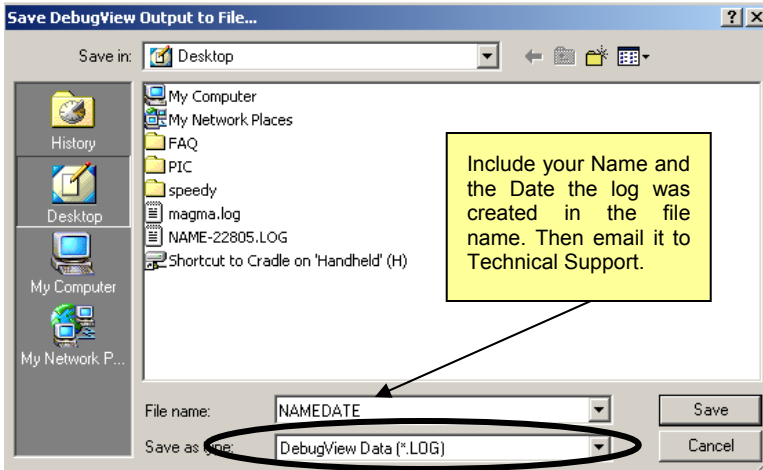 Save DebugView Output to File...
Save in: Desktop
History
Desktop
My Computer
My Network P...
My Computer
My Network Places
FAQ
PIC
speedy
magma.log
NAME-22805.LOG
Shortcut to Cradle on 'Handheld' (H)
Include your Name and
the Date the log was
created in the file
name. Then email it to
Technical Support.
File name: NAMEDATE
Save
Save as type: DebugView Data (*.LOG)
Cancel